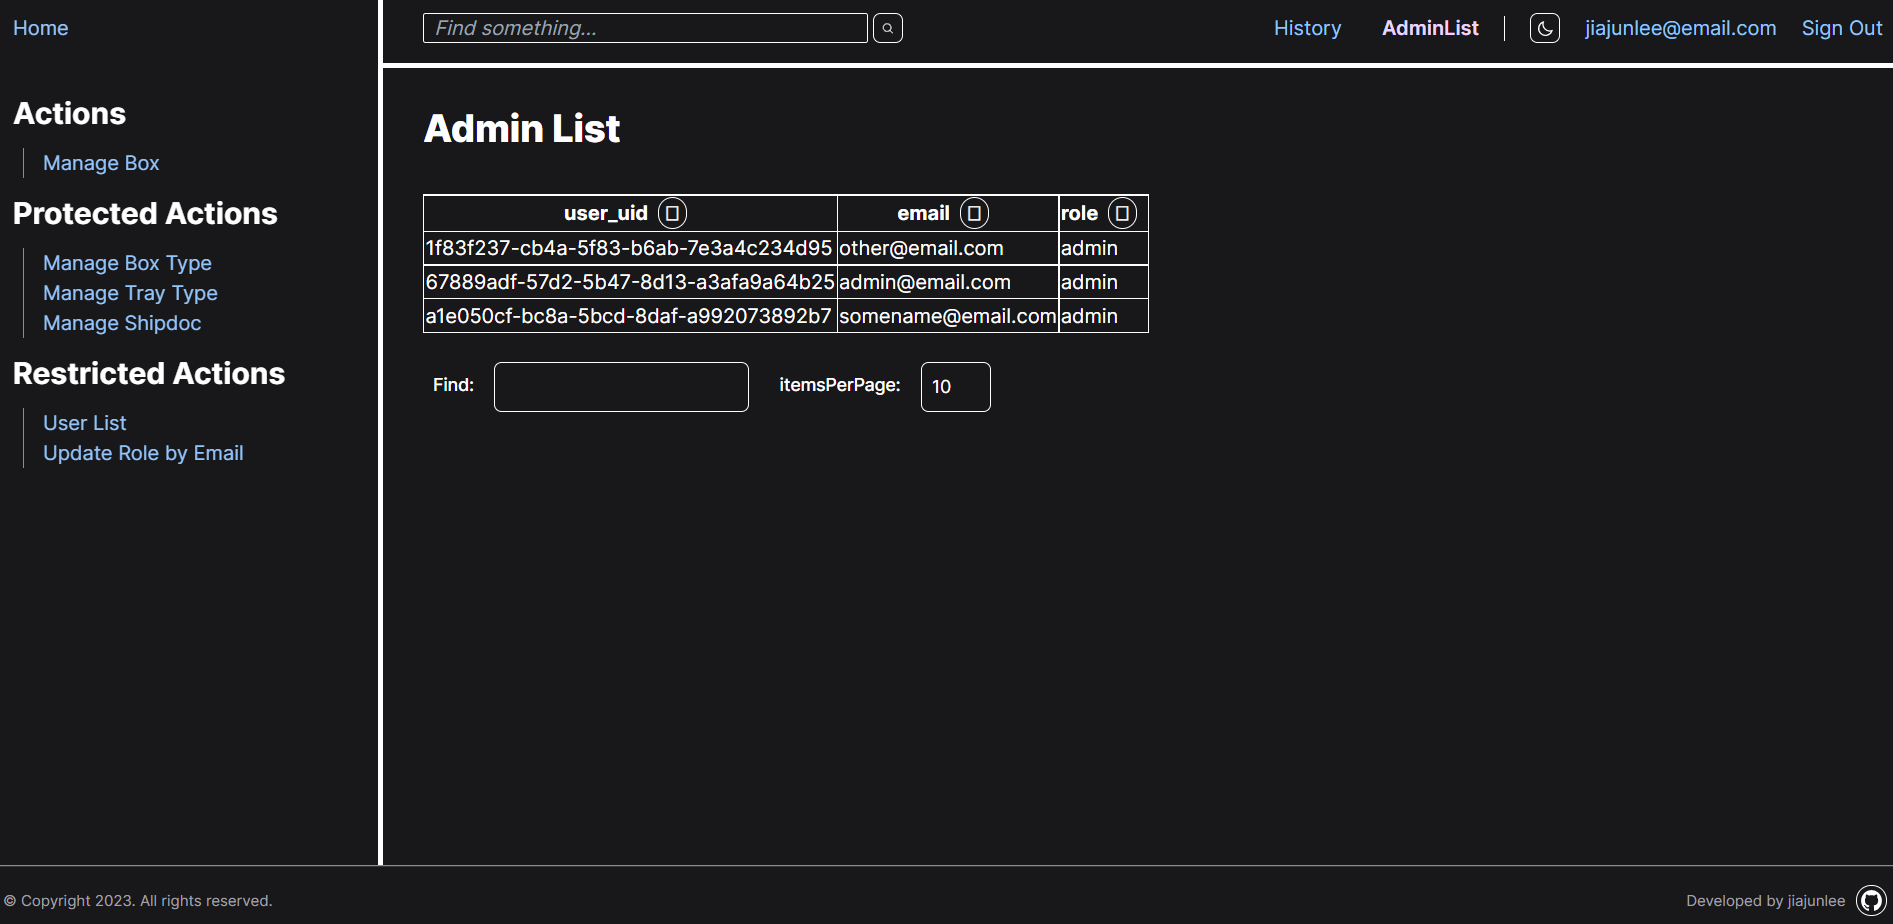 Home
Find something...
History AdminList jiajunlee@email.com Sign Out
Actions
Manage Box
Protected Actions
Manage Box Type
Manage Tray Type
Manage Shipdoc
Restricted Actions
User List
Update Role by Email
Admin List
user_uid email role
1f83f237-cb4a-5f83-b6ab-7e3a4c234d95 other@email.com admin
67889adf-57d2-5b47-8d13-a3afa9a64b25 admin@email.com admin
a1e050cf-bc8a-5bcd-8daf-a992073892b7 somename@email.com admin
Find: itemsPerPage: 10
© Copyright 2023. All rights reserved.
Developed by jiajunlee